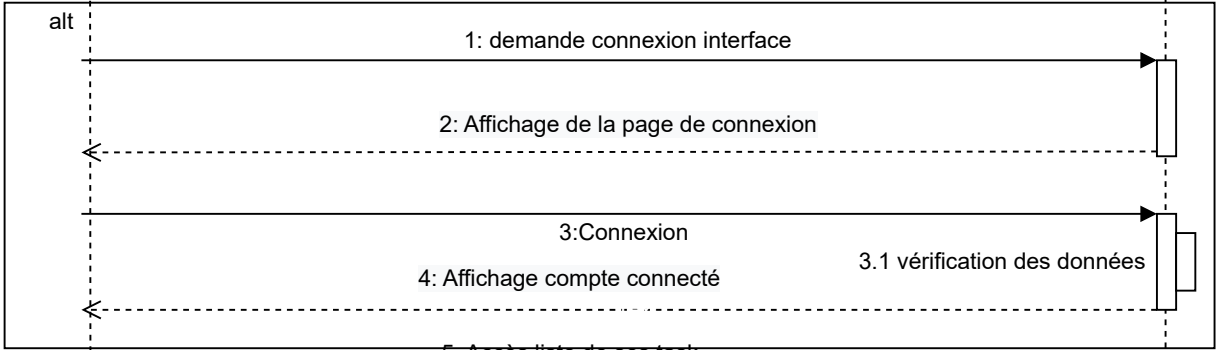 alt
1: demande connexion interface
2: Affichage de la page de connexion
3:Connexion
3.1 vérification des données
4: Affichage compte connecté